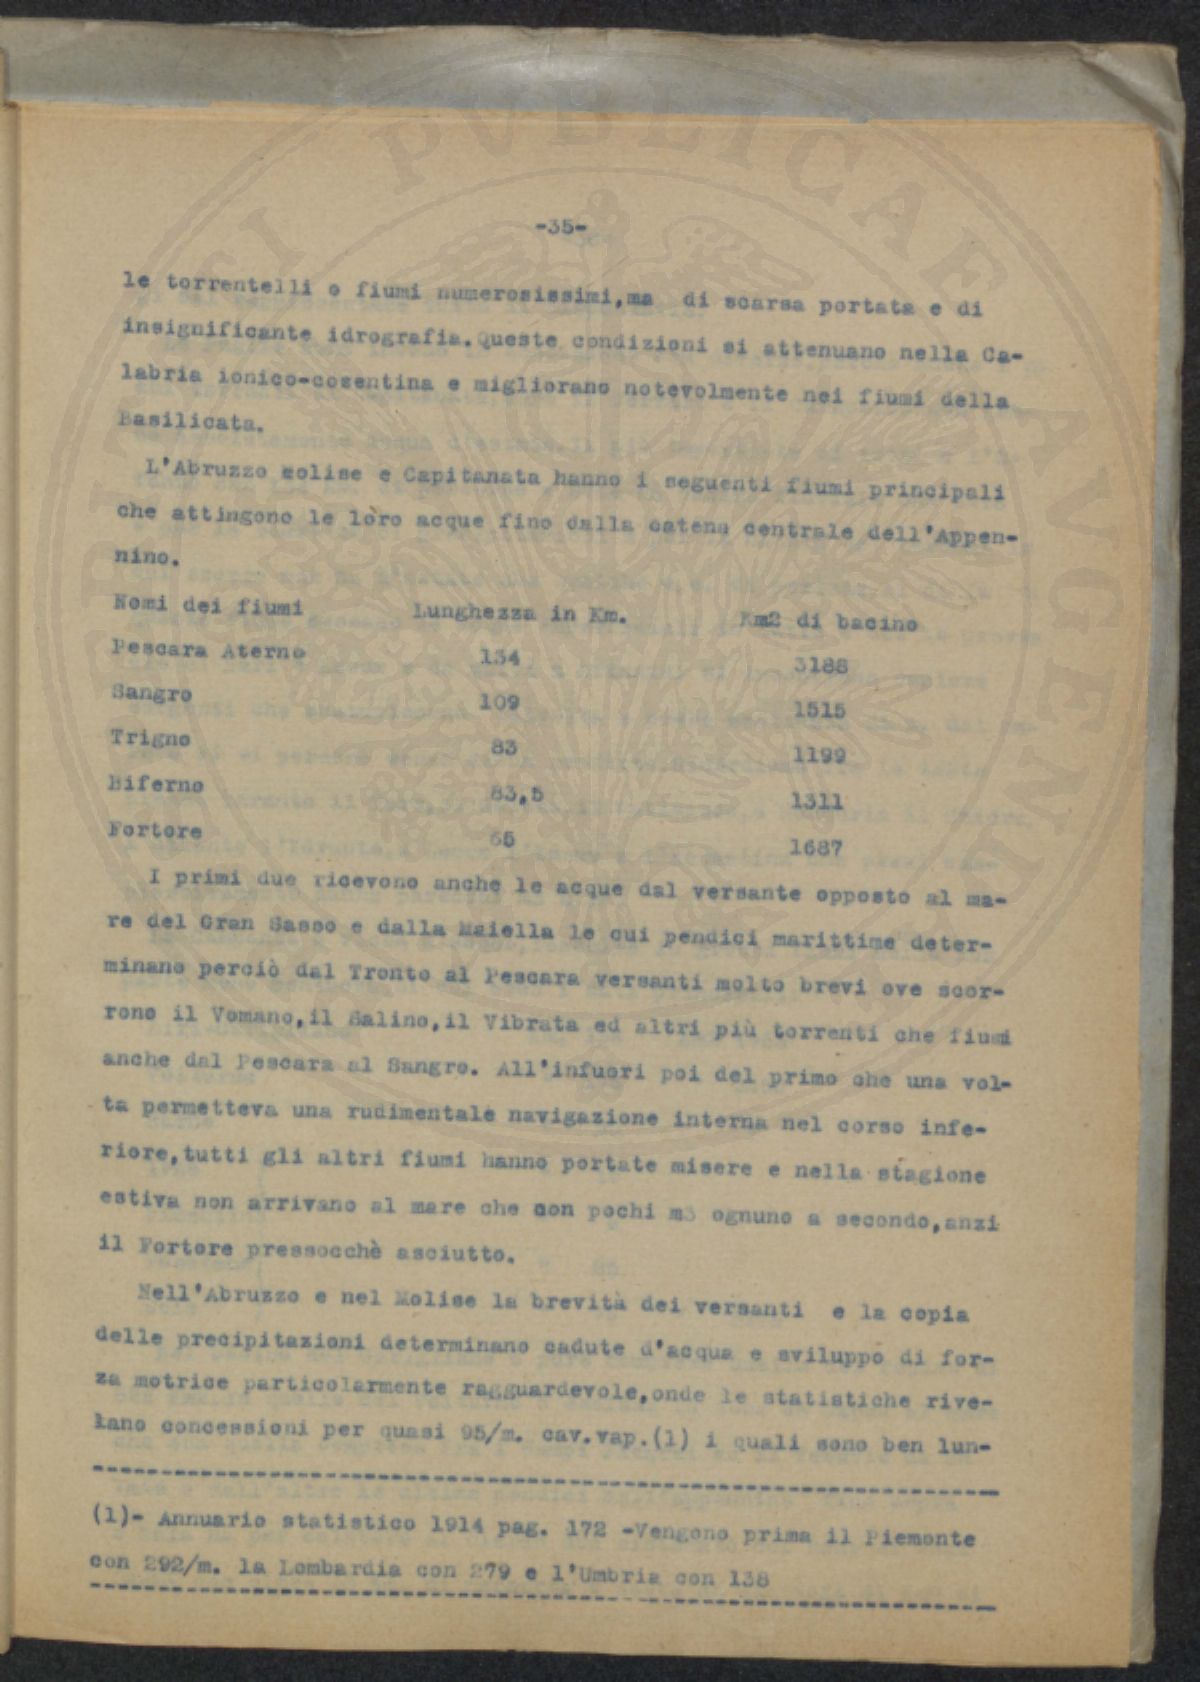 -35-
le torrentelli o fiumi numerosissimi,ma di scarsa portata e di
insignificante idrografia.Queste condizioni si attenuano nella Ca-
labria ionico-cosentina e migliorano notevolmente nei fiumi della
Basilicata.
L'Abruzzo molise e Capitanata hanno i seguenti fiumi principali
che attingono le loro acque fino dalla catena centrale dell'Appen-
nino.
Nomi dei fiumi Lunghezza in Km. Km2 di bacino
Pescara Aterno 134 3188
Sangro 109 1515
Trigno 83 1199
Biferno 83,5 1311
Fortore 65 1687
I primi due ricevono anche le acque dal versante opposto al ma-
re del Gran Sasso e dalla Maiella le cui pendici marittime deter-
minano perciò dal Tronto al Pescara versanti molto brevi ove scor-
rono il Vomano,il Salino,il Vibrata ed altri più torrenti che fiumi
anche dal Pescara al Sangro. All'infuori poi del primo che una vol-
ta permetteva una rudimentale navigazione interna nel corso infe-
riore,tutti gli altri fiumi hanno portate misere e nella stagione
estiva non arrivano al mare che con pochi m3 ognuno a secondo,anzi
il Fortore pressocchè asciutto.
Nell'Abruzzo e nel Molise la brevità dei versanti e la copia
delle precipitazioni determinano cadute d'acqua e sviluppo di for-
za motrice particolarmente ragguardevole,onde le statistiche rive-
lano concessioni per quasi 95/m. cav.vap.(1) i quali sono ben lun-
(1)- Annuario statistico 1914 pag. 172 -Vengono prima il Piemonte
con 292/m. la Lombardia con 279 e l'Umbria con 138